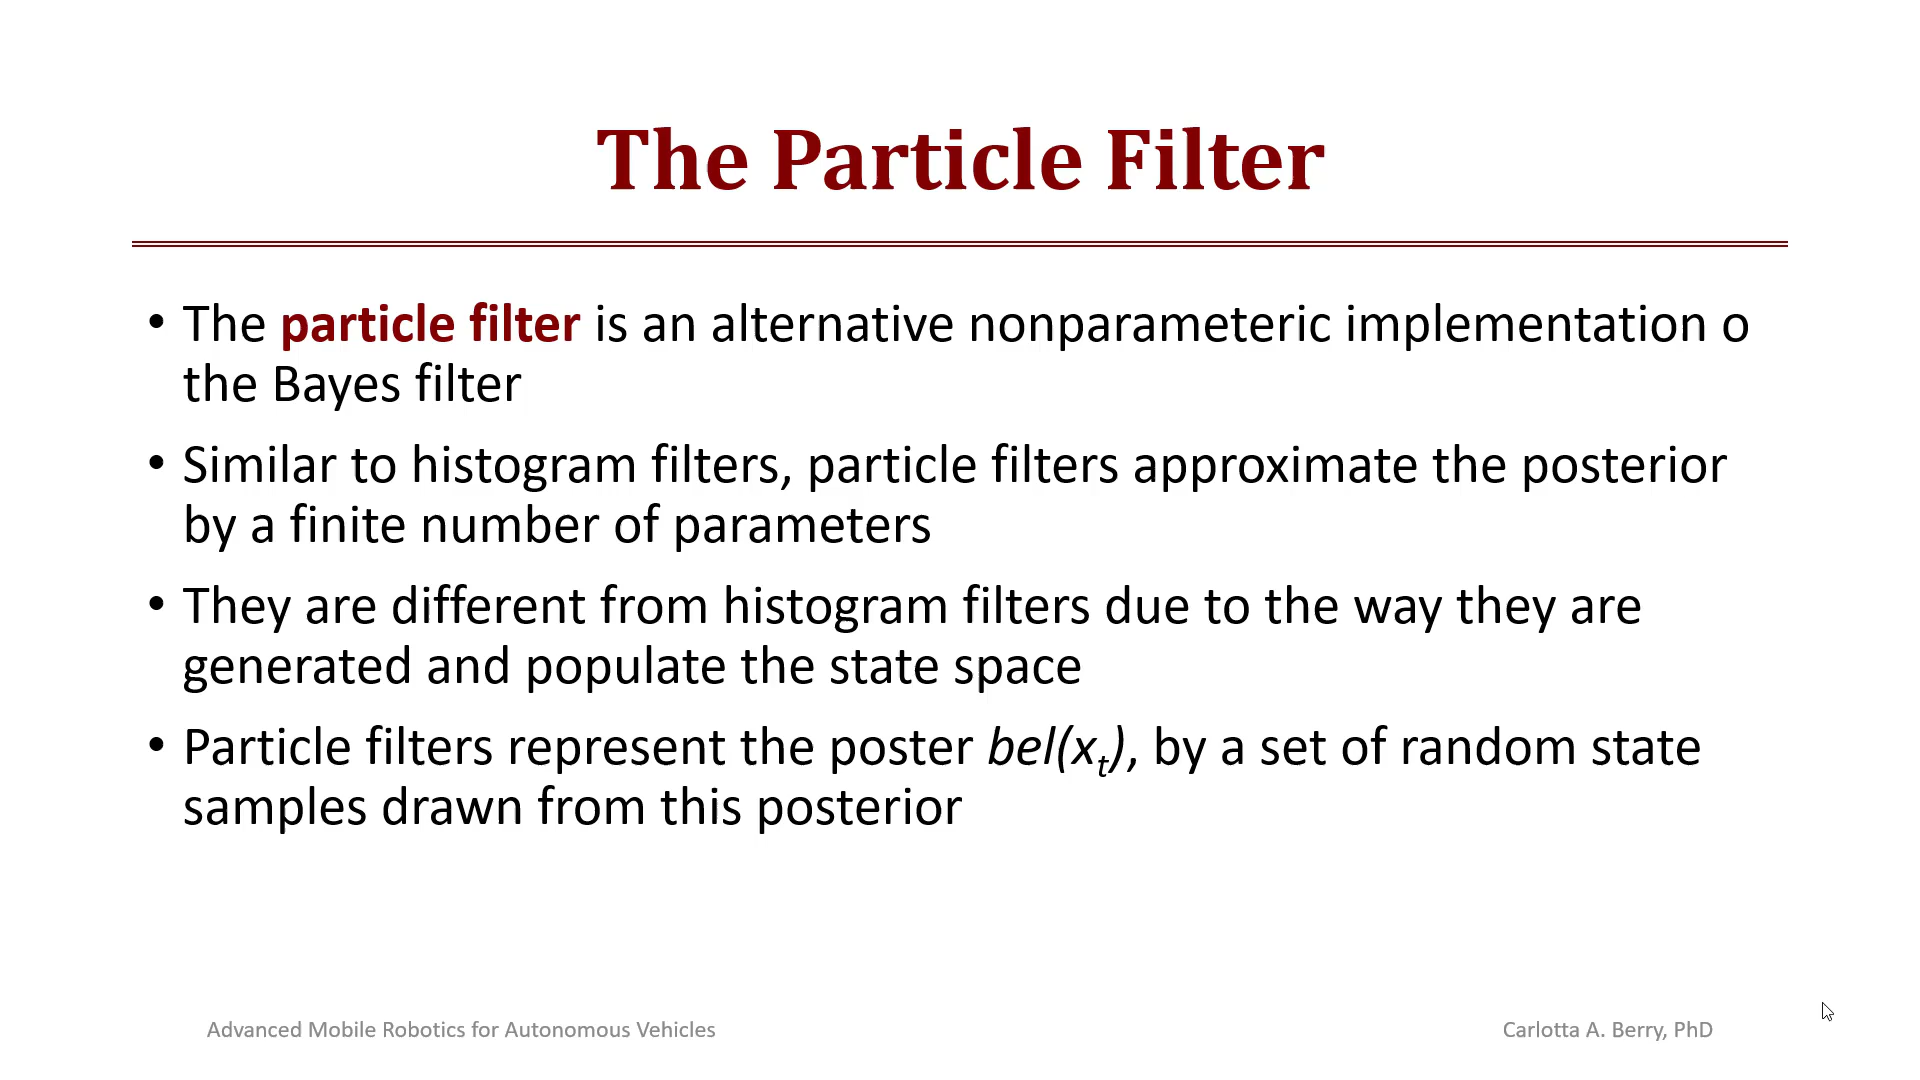 The Particle Filter
• The particle filter is an alternative nonparameteric implementation o
the Bayes filter
• Similar to histogram filters, particle filters approximate the posterior
by a finite number of parameters
• They are different from histogram filters due to the way they are
generated and populate the state space
• Particle filters represent the poster bel(xₜ), by a set of random state
samples drawn from this posterior
Advanced Mobile Robotics for Autonomous Vehicles
Carlotta A. Berry, PhD